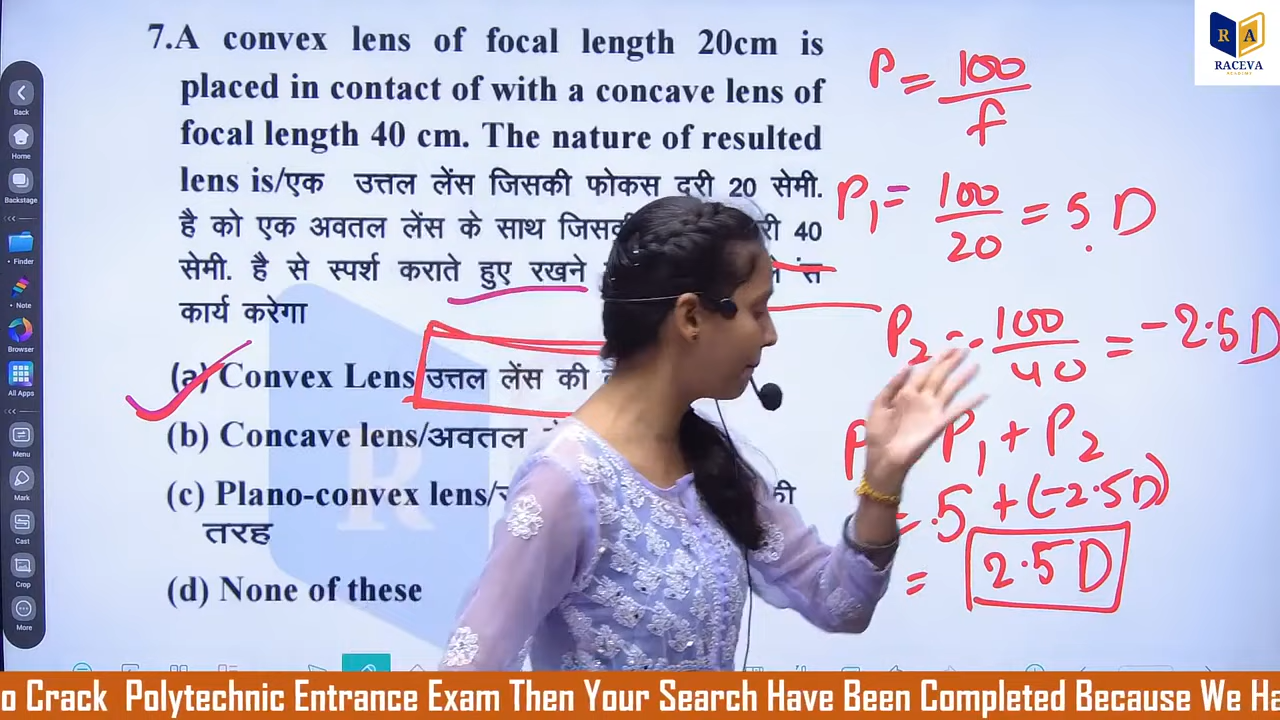 7.A convex lens of focal length 20cm is
placed in contact of with a concave lens of
focal length 40 cm. The nature of resulted
lens is/एक उत्तल लेंस जिसकी फोकस दूरी 20 सेमी.
है को एक अवतल लेंस के साथ 40
सेमी. है से स्पर्श कराते हुए रखने
कार्य करेगा
(a) Convex Lens उत्तल लेंस की
(b) Concave lens/अवतल
(c) Plano-convex lens/ की
तरह
(d) None of these
P = 100/f
P₁ = 100/20 = 5 D
P₂ = 100/40 = -2.5D
P₁ + P₂
= 5 + (-2.5D)
= 2.5 D
R A
RACEVA
ACADEMY
Back
Home
Backstage
Finder
Note
Browser
All Apps
Menu
Mark
Cast
Crop
More
o Crack Polytechnic Entrance Exam Then Your Search Have Been Completed Because We Ha